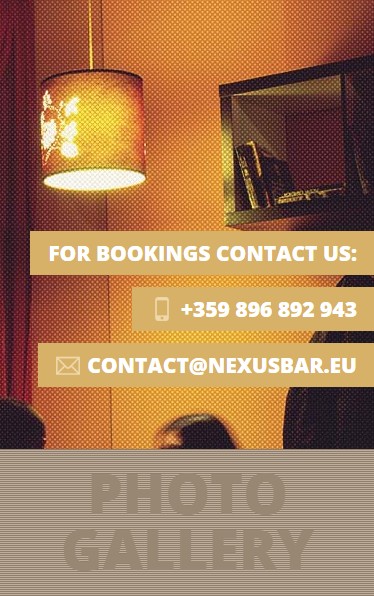 FOR BOOKINGS CONTACT US:
+359 896 892 943
CONTACT@NEXUSBAR.EU
PHOTO
GALLERY